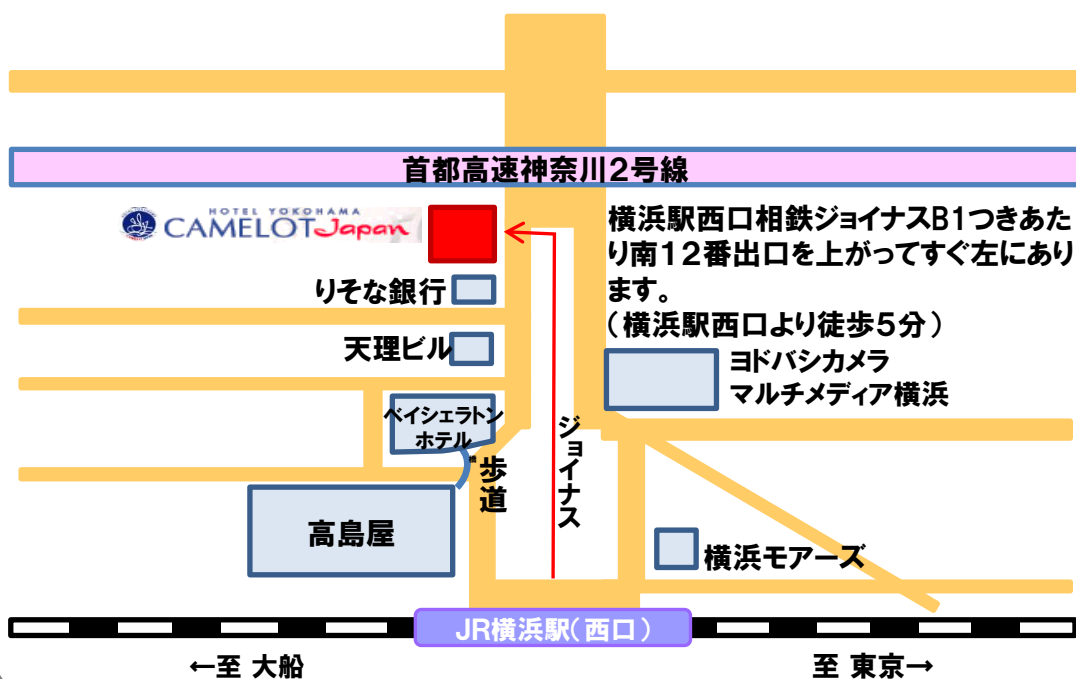 首都高速神奈川2号線
HOTEL YOKOHAMA
CAMELOT Japan
横浜駅西口相鉄ジョイナスB1つきあた
り南12番出口を上がってすぐ左にあり
ます。
(横浜駅西口より徒歩5分)
りそな銀行
天理ビル
ヨドバシカメラ
マルチメディア横浜
ベイシェラトン
ホテル
ジョイナス
歩道
高島屋
横浜モアーズ
JR横浜駅(西口)
←至 大船
至 東京→